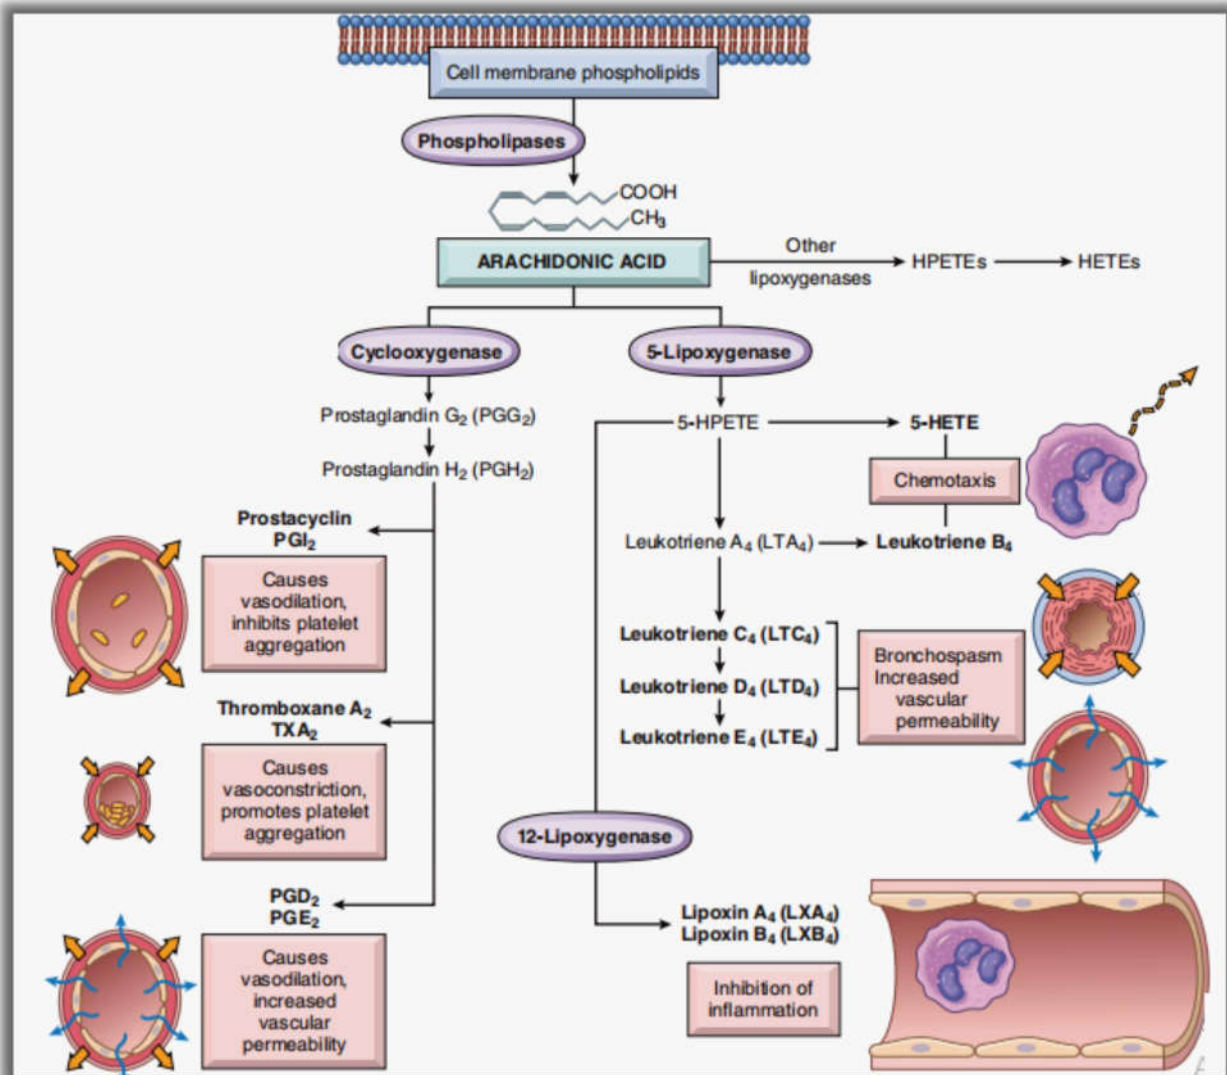 Cell membrane phospholipids
Phospholipases
COOH
CH₃
ARACHIDONIC ACID
Other
lipoxygenases
HPETEs
HETEs
Cyclooxygenase
5-Lipoxygenase
Prostaglandin G₂ (PGG₂)
Prostaglandin H₂ (PGH₂)
5-HPETE
5-HETE
Chemotaxis
Prostacyclin
PGI₂
Causes
vasodilation,
inhibits platelet
aggregation
Leukotriene A₄ (LTA₄)
Leukotriene B₄
Leukotriene C₄ (LTC₄)
Leukotriene D₄ (LTD₄)
Leukotriene E₄ (LTE₄)
Bronchospasm
Increased
vascular
permeability
Thromboxane A₂
TXA₂
Causes
vasoconstriction,
promotes platelet
aggregation
12-Lipoxygenase
PGD₂
PGE₂
Causes
vasodilation,
increased
vascular
permeability
Lipoxin A₄ (LXA₄)
Lipoxin B₄ (LXB₄)
Inhibition of
inflammation